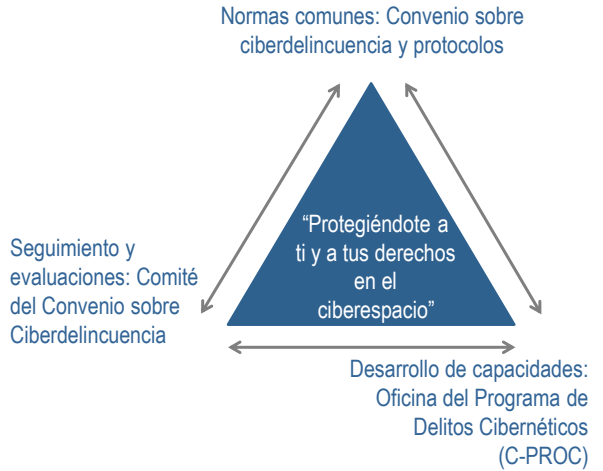 Normas comunes: Convenio sobre
ciberdelincuencia y protocolos
“Protegiéndote a
ti y a tus derechos
en el
ciberespacio”
Seguimiento y
evaluaciones: Comité
del Convenio sobre
Ciberdelincuencia
Desarrollo de capacidades:
Oficina del Programa de
Delitos Cibernéticos
(C-PROC)